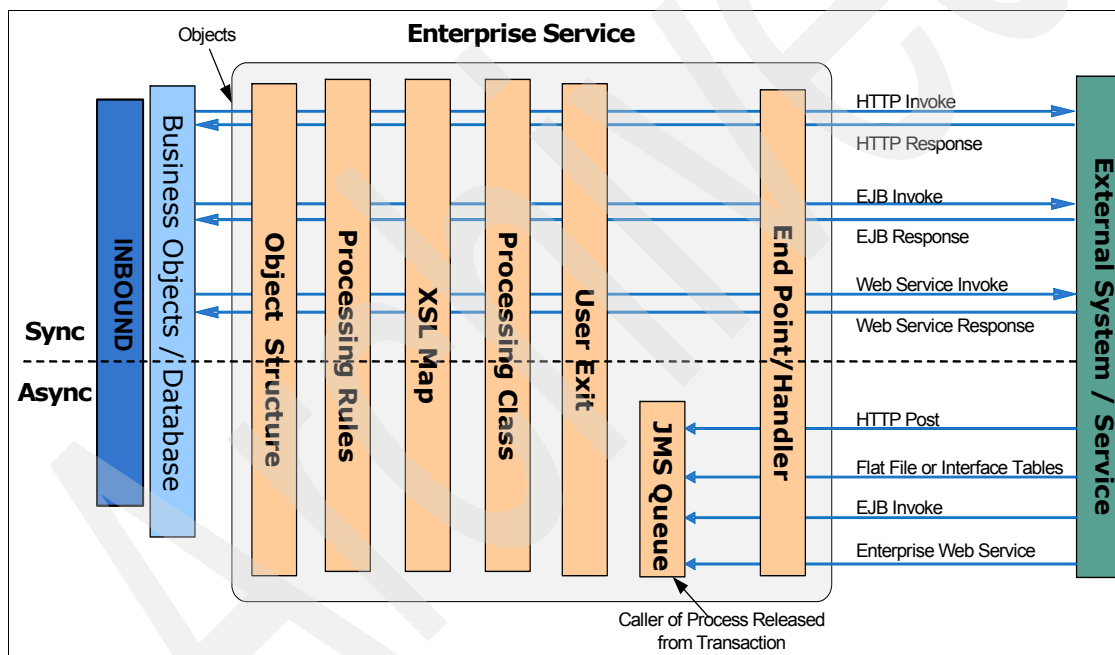 Objects
Enterprise Service
INBOUND
Business Objects / Database
Object Structure
Processing Rules
XSL Map
Processing Class
User Exit
JMS Queue
End Point/Handler
External System / Service
HTTP Invoke
HTTP Response
EJB Invoke
EJB Response
Web Service Invoke
Web Service Response
Sync
Async
HTTP Post
Flat File or Interface Tables
EJB Invoke
Enterprise Web Service
Caller of Process Released
from Transaction